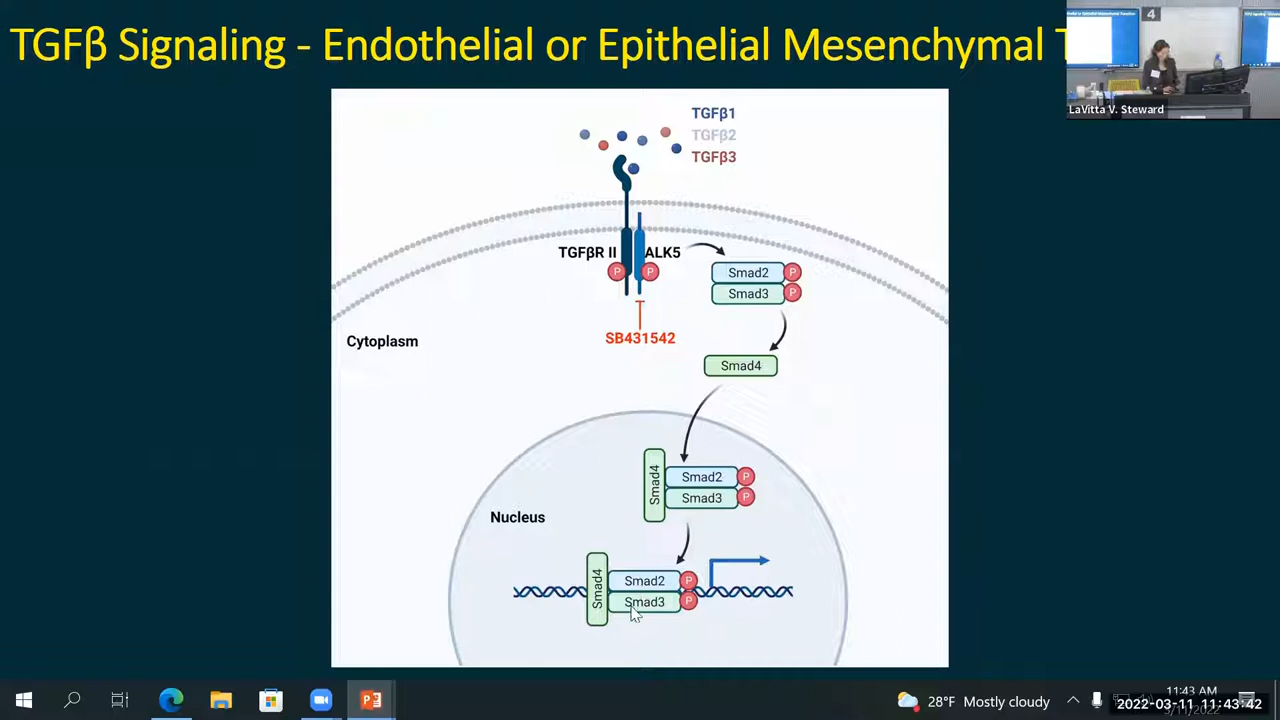 TGFβ Signaling - Endothelial or Epithelial Mesenchymal T
4
LaVitta V. Steward
TGFβ1
TGFβ2
TGFβ3
TGFβR II
ALK5
P
P
Smad2
P
Smad3
P
SB431542
Cytoplasm
Smad4
Smad4
Smad2
P
Smad3
P
Nucleus
Smad4
Smad2
P
Smad3
P
28°F Mostly cloudy
11:43 AM
2022-03-11 11:43:42